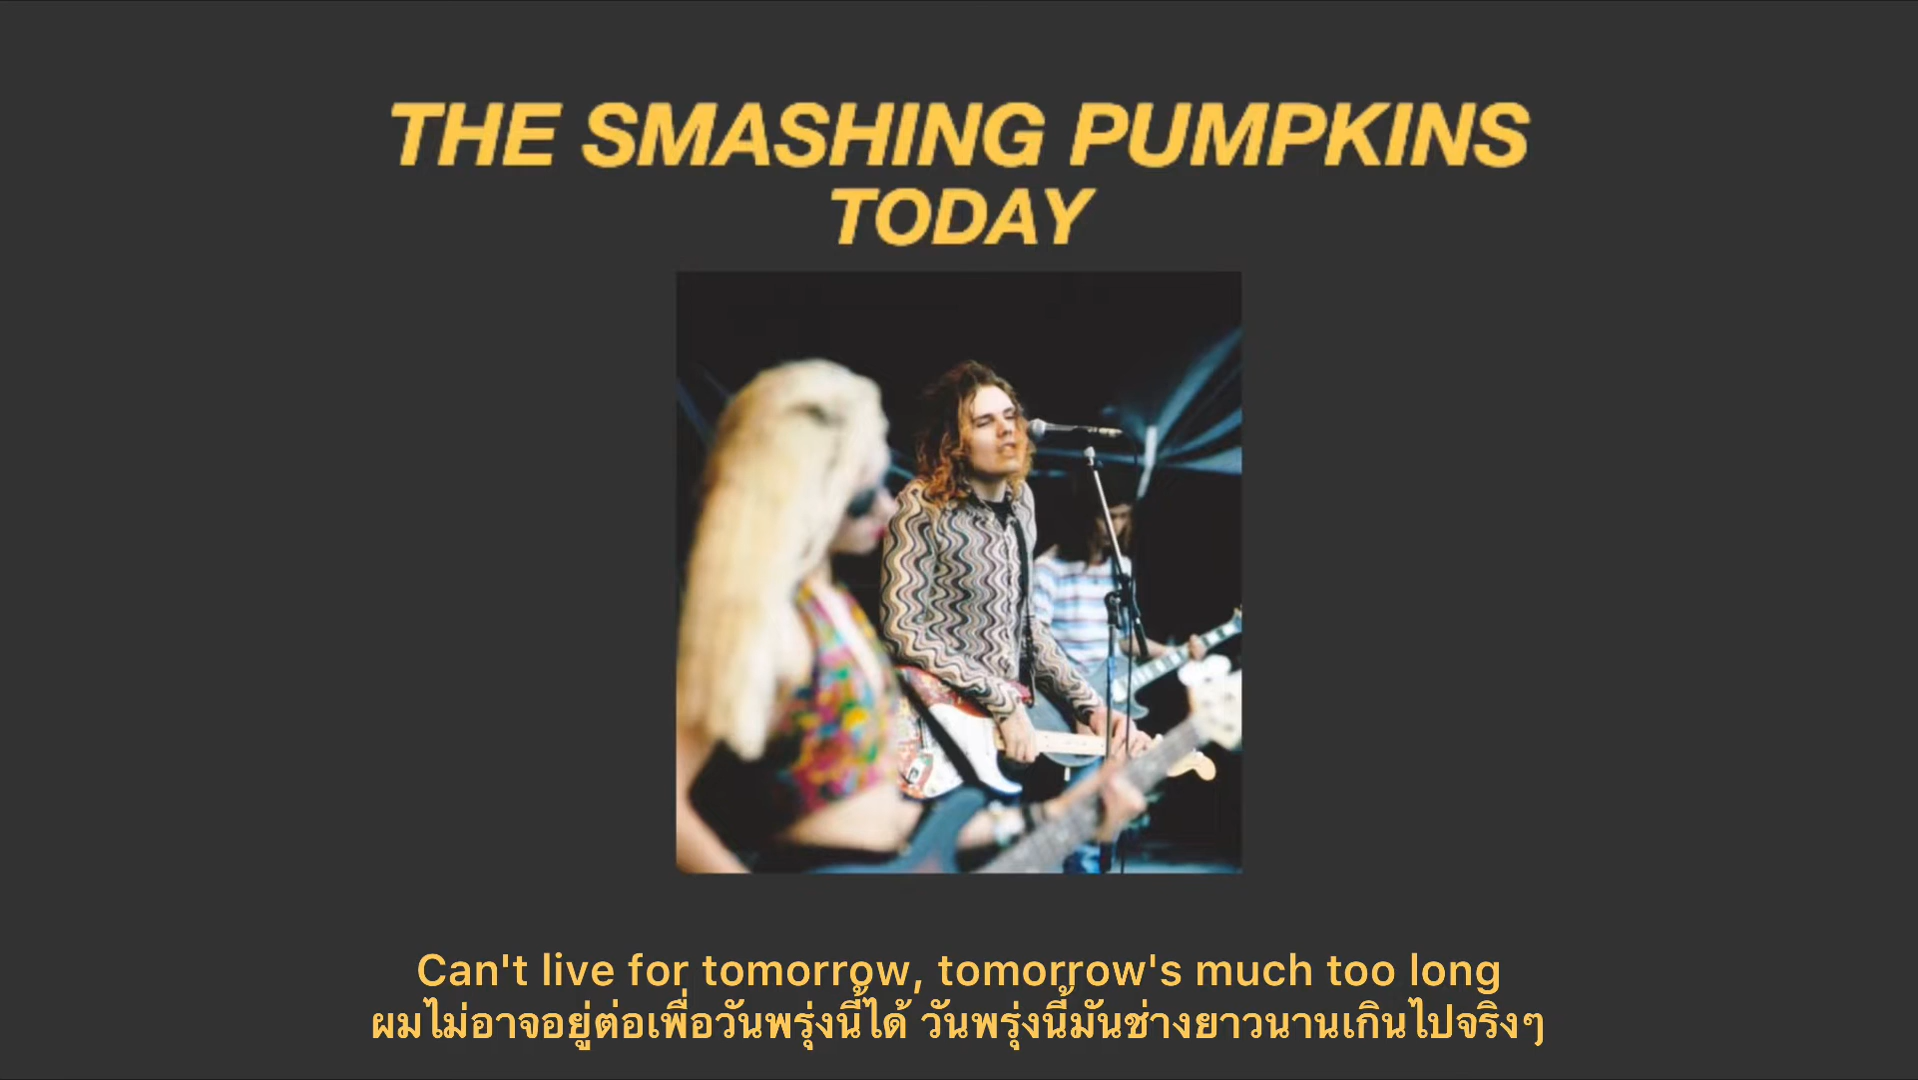 THE SMASHING PUMPKINS
TODAY
Can't live for tomorrow, tomorrow's much too long
ผมไม่อาจอยู่ต่อเพื่อวันพรุ่งนี้ได้ วันพรุ่งนี้มันช่างยาวนานเกินไปจริงๆ